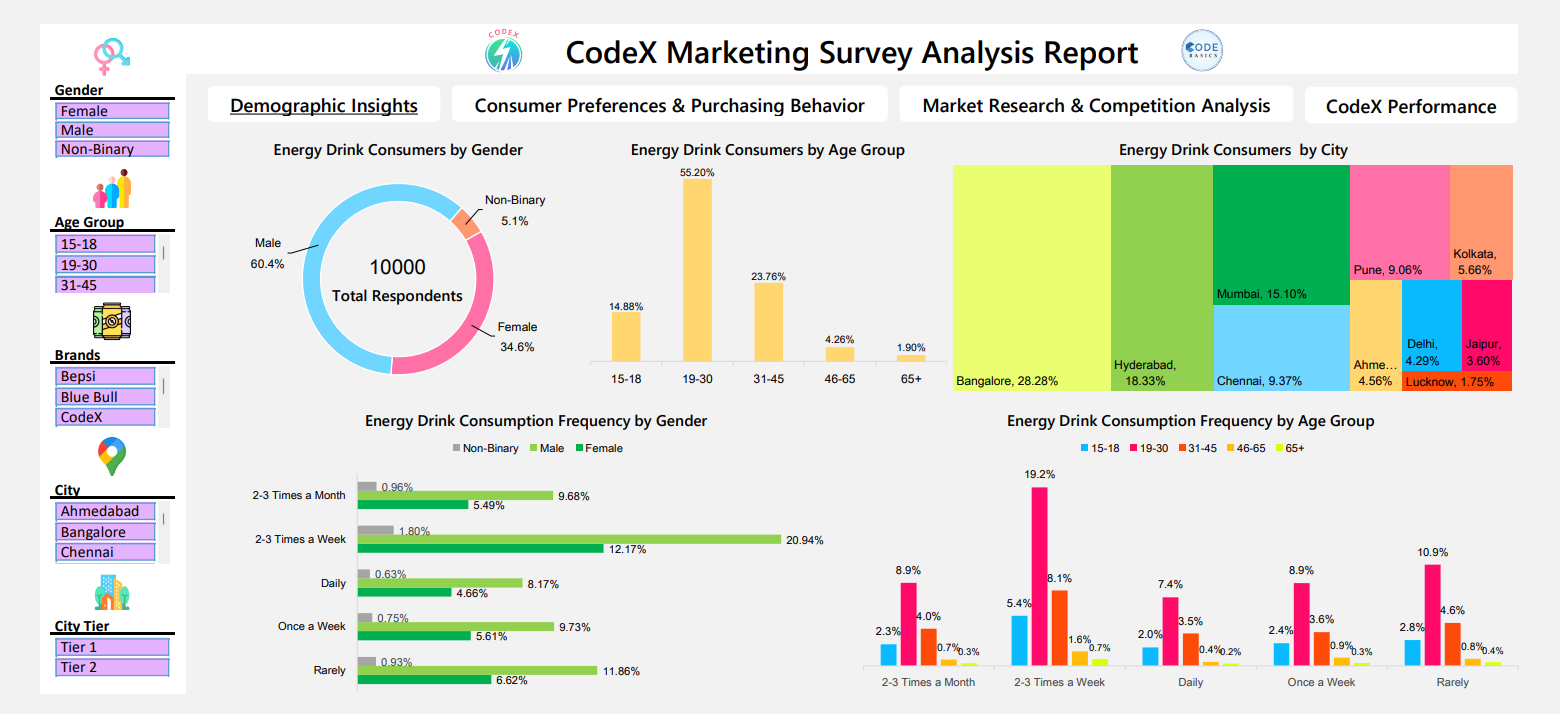 CODEX
CodeX Marketing Survey Analysis Report
CODE
BASICS
Gender
Female
Male
Non-Binary
Age Group
15-18
19-30
31-45
Brands
Bepsi
Blue Bull
CodeX
City
Ahmedabad
Bangalore
Chennai
City Tier
Tier 1
Tier 2
Demographic Insights
Consumer Preferences & Purchasing Behavior
Market Research & Competition Analysis
CodeX Performance
Energy Drink Consumers by Gender
Non-Binary
5.1%
Male
60.4%
10000
Total Respondents
Female
34.6%
Energy Drink Consumers by Age Group
55.20%
23.76%
14.88%
4.26%
1.90%
15-18 19-30 31-45 46-65 65+
Energy Drink Consumers by City
Bangalore, 28.28%
Hyderabad,
18.33%
Mumbai, 15.10%
Chennai, 9.37%
Pune, 9.06%
Kolkata,
5.66%
Ahme...
4.56%
Delhi,
4.29%
Jaipur,
3.60%
Lucknow, 1.75%
Energy Drink Consumption Frequency by Gender
Non-Binary Male Female
2-3 Times a Month
0.96%
9.68%
5.49%
2-3 Times a Week
1.80%
20.94%
12.17%
Daily
0.63%
8.17%
4.66%
Once a Week
0.75%
9.73%
5.61%
Rarely
0.93%
11.86%
6.62%
Energy Drink Consumption Frequency by Age Group
15-18 19-30 31-45 46-65 65+
2.3% 8.9% 4.0% 0.7% 0.3%
5.4% 19.2% 8.1% 1.6% 0.7%
2.0% 7.4% 3.5% 0.4% 0.2%
2.4% 8.9% 3.6% 0.9% 0.3%
2.8% 10.9% 4.6% 0.8% 0.4%
2-3 Times a Month 2-3 Times a Week Daily Once a Week Rarely